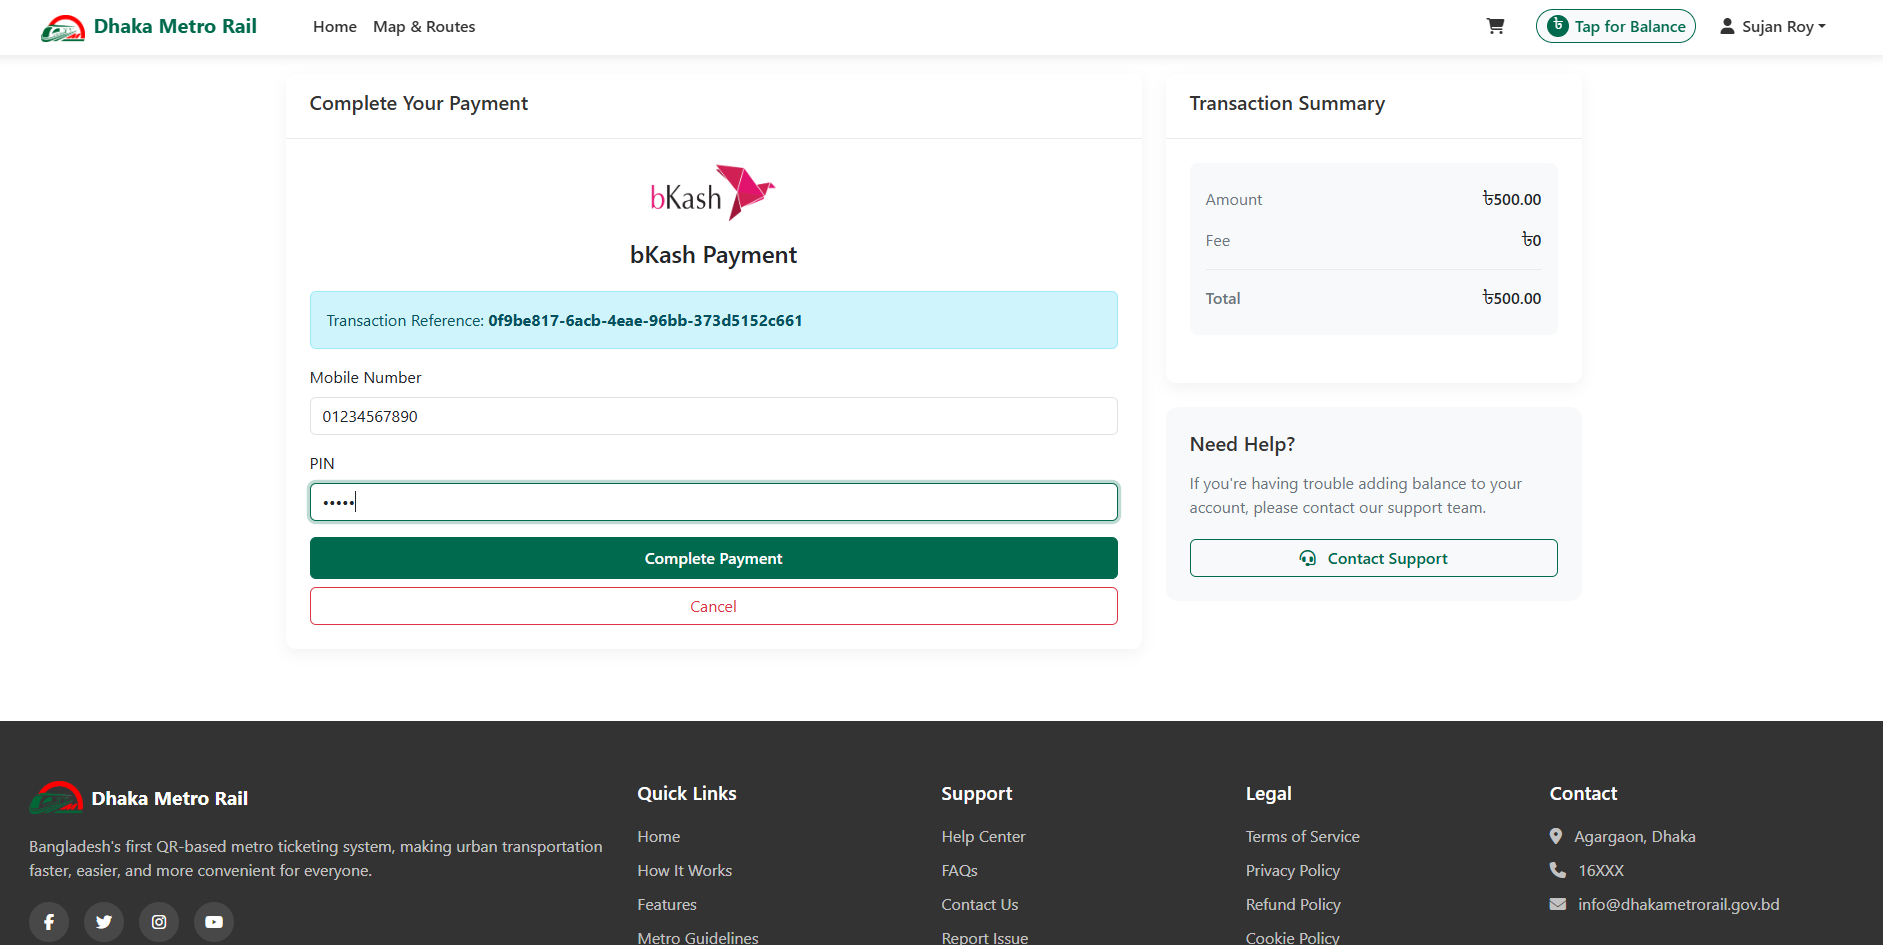 Dhaka Metro Rail
Home
Map & Routes
৳ Tap for Balance
Sujan Roy
Complete Your Payment
bKash
bKash Payment
Transaction Reference: 0f9be817-6acb-4eae-96bb-373d5152c661
Mobile Number
01234567890
PIN
•••••
Complete Payment
Cancel
Transaction Summary
Amount ৳500.00
Fee ৳0
Total ৳500.00
Need Help?
If you're having trouble adding balance to your
account, please contact our support team.
Contact Support
Dhaka Metro Rail
Bangladesh's first QR-based metro ticketing system, making urban transportation
faster, easier, and more convenient for everyone.
Quick Links
Home
How It Works
Features
Metro Guidelines
Support
Help Center
FAQs
Contact Us
Report Issue
Legal
Terms of Service
Privacy Policy
Refund Policy
Cookie Policy
Contact
Agargaon, Dhaka
16XXX
info@dhakametrorail.gov.bd